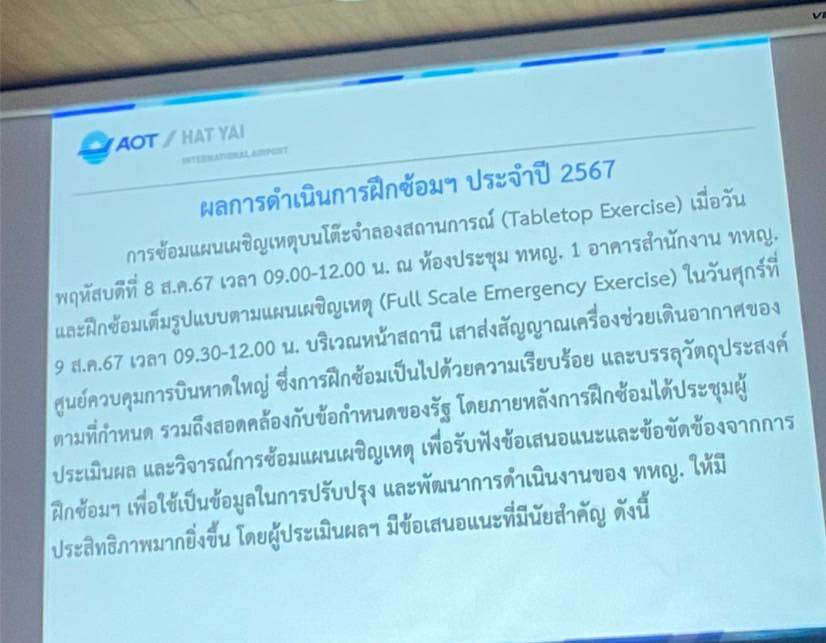 AOT / HAT YAI
INTERNATIONAL AIRPORT
ผลการดำเนินการฝึกซ้อมฯ ประจำปี 2567
การซ้อมแผนเผชิญเหตุบนโต๊ะจำลองสถานการณ์ (Tabletop Exercise) เมื่อวัน
พฤหัสบดีที่ 8 ส.ค.67 เวลา 09.00-12.00 น. ณ ห้องประชุม ทหญ. 1 อาคารสำนักงาน ทหญ.
และฝึกซ้อมเต็มรูปแบบตามแผนเผชิญเหตุ (Full Scale Emergency Exercise) ในวันศุกร์ที่
9 ส.ค.67 เวลา 09.30-12.00 น. บริเวณหน้าสถานี เสาส่งสัญญาณเครื่องช่วยเดินอากาศของ
ศูนย์ควบคุมการบินหาดใหญ่ ซึ่งการฝึกซ้อมเป็นไปด้วยความเรียบร้อย และบรรลุวัตถุประสงค์
ตามที่กำหนด รวมถึงสอดคล้องกับข้อกำหนดของรัฐ โดยภายหลังการฝึกซ้อมได้ประชุมผู้
ประเมินผล และวิจารณ์การซ้อมแผนเผชิญเหตุ เพื่อรับฟังข้อเสนอแนะและข้อขัดข้องจากการ
ฝึกซ้อมฯ เพื่อใช้เป็นข้อมูลในการปรับปรุง และพัฒนาการดำเนินงานของ ทหญ. ให้มี
ประสิทธิภาพมากยิ่งขึ้น โดยผู้ประเมินผลฯ มีข้อเสนอแนะที่มีนัยสำคัญ ดังนี้